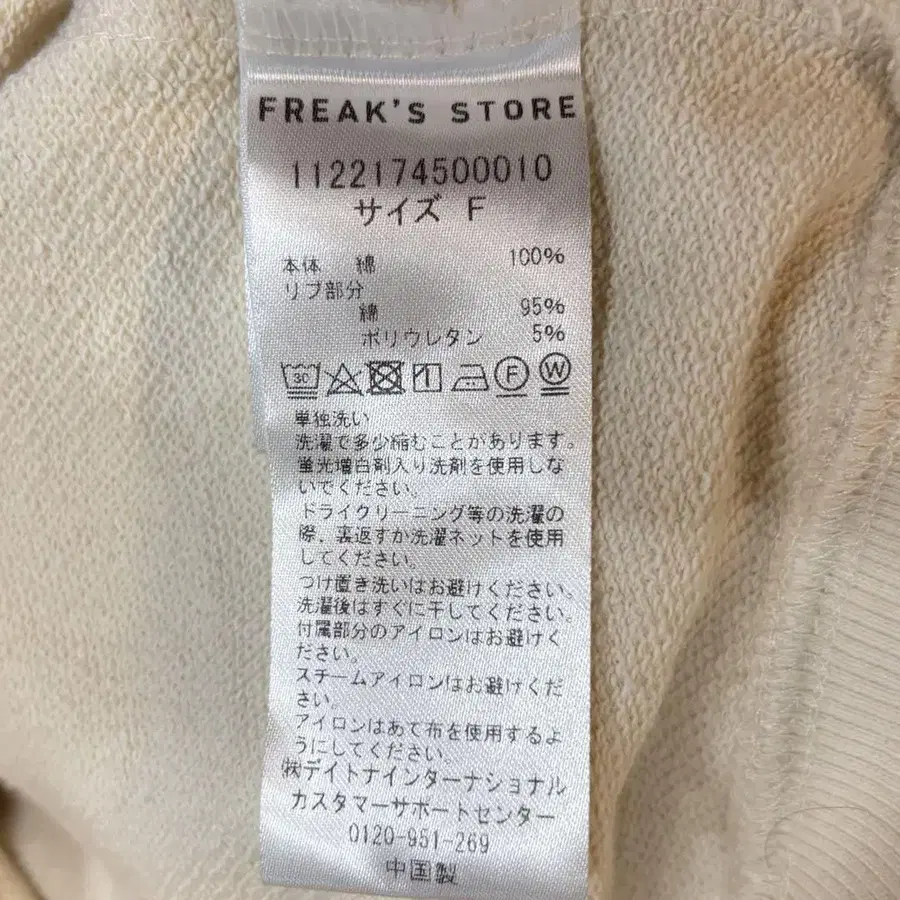 FREAK'S STORE
1122174500010
サイズ F
本体 綿 100%
リブ部分
綿 95%
ポリウレタン 5%
30 F W
単独洗い
洗濯で多少縮むことがあります。
蛍光増白剤入り洗剤を使用しな
いでください。
ドライクリーニング等の洗濯の
際、裏返すか洗濯ネットを使用
してください。
つけ置き洗いはお避けください。
洗濯後はすぐに干してください。
付属部分のアイロンはお避けく
ださい。
スチームアイロンはお避けくだ
さい。
アイロンはあて布を使用するよ
うにしてください。
㈱デイトナインターナショナル
カスタマーサポートセンター
0120-951-269
中国製